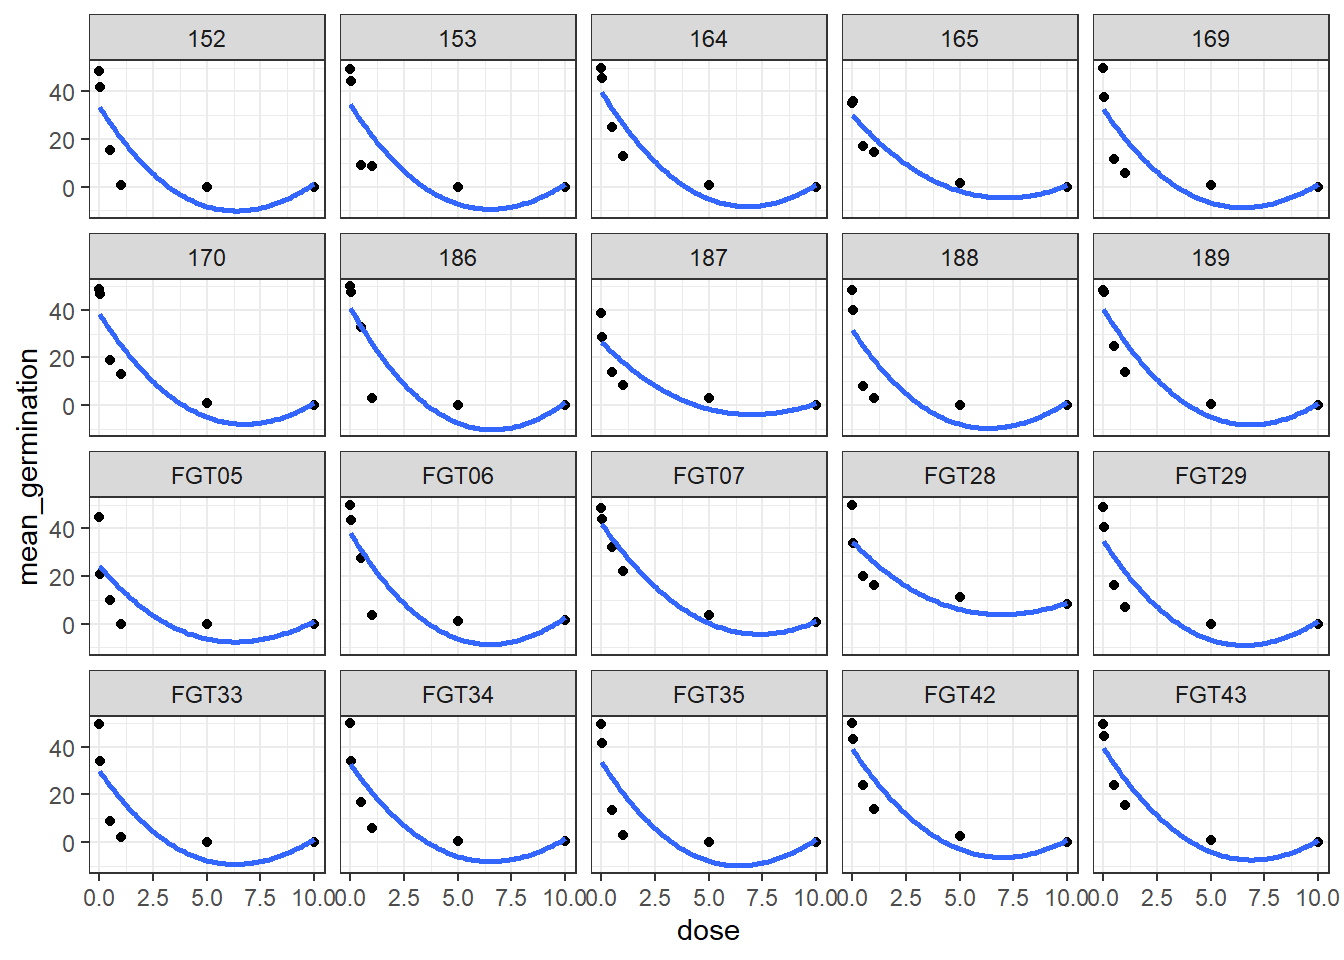 152 153 164 165 169
40
20
0
170 186 187 188 189
40
20
0
FGT05 FGT06 FGT07 FGT28 FGT29
40
20
0
FGT33 FGT34 FGT35 FGT42 FGT43
40
20
0
0.0 2.5 5.0 7.5 10.0 0.0 2.5 5.0 7.5 10.0 0.0 2.5 5.0 7.5 10.0 0.0 2.5 5.0 7.5 10.0 0.0 2.5 5.0 7.5 10.0
dose
mean_germination